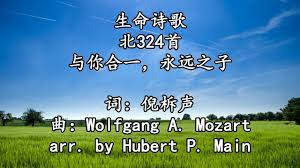 生命诗歌
北324首
与你合一，永远之子
词：倪柝声
曲：Wolfgang A. Mozart
arr. by Hubert P. Main